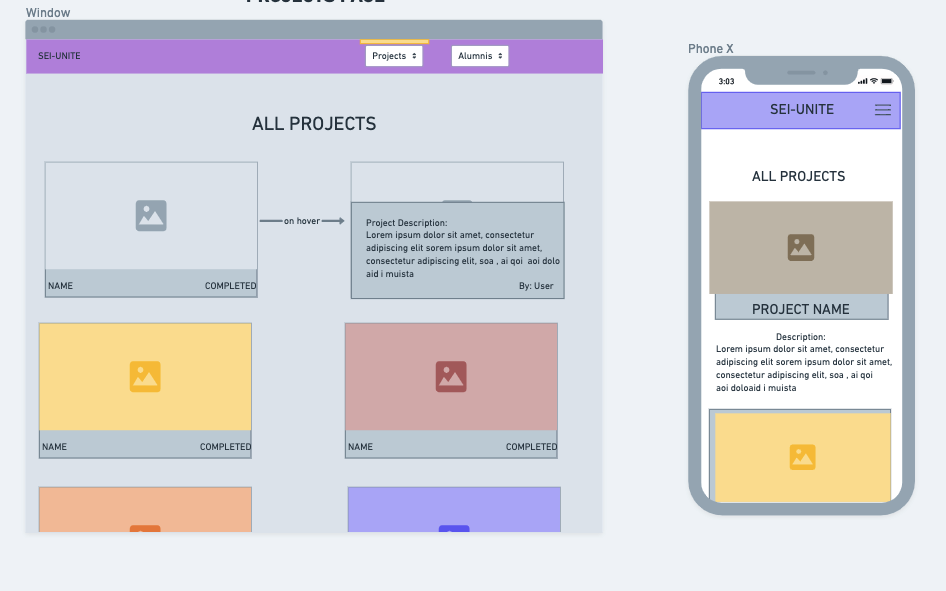 PROJECTS PAGE
Window
SEI-UNITE
Projects
Alumnis
ALL PROJECTS
on hover
Project Description:
Lorem ipsum dolor sit amet, consectetur
adipiscing elit sorem ipsum dolor sit amet,
consectetur adipiscing elit, soa , ai qoi aoi dolo
aid i muista
By: User
NAME
COMPLETED
NAME
COMPLETED
NAME
COMPLETED
Phone X
3:03
SEI-UNITE
ALL PROJECTS
PROJECT NAME
Description:
Lorem ipsum dolor sit amet, consectetur
adipiscing elit sorem ipsum dolor sit amet,
consectetur adipiscing elit, soa , ai qoi
aoi doloaid i muista